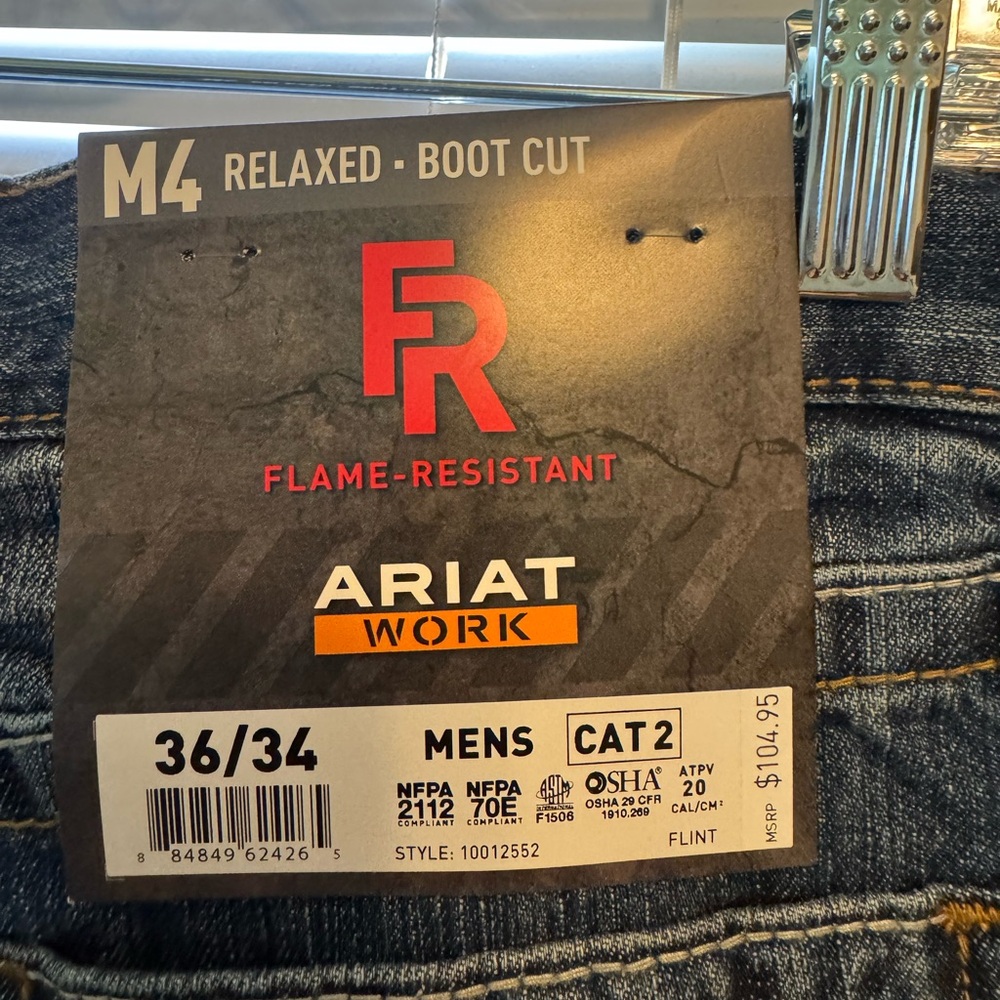 M4 RELAXED · BOOT CUT
FR
FLAME-RESISTANT
ARIAT
WORK
36/34
MENS
CAT 2
NFPA
2112
COMPLIANT
NFPA
70E
COMPLIANT
ASTM
INTERNATIONAL
F1506
OSHA®
OSHA 29 CFR
1910.269
ATPV
20
CAL/CM²
8 84849 62426 5
STYLE: 10012552
FLINT
MSRP $104.95